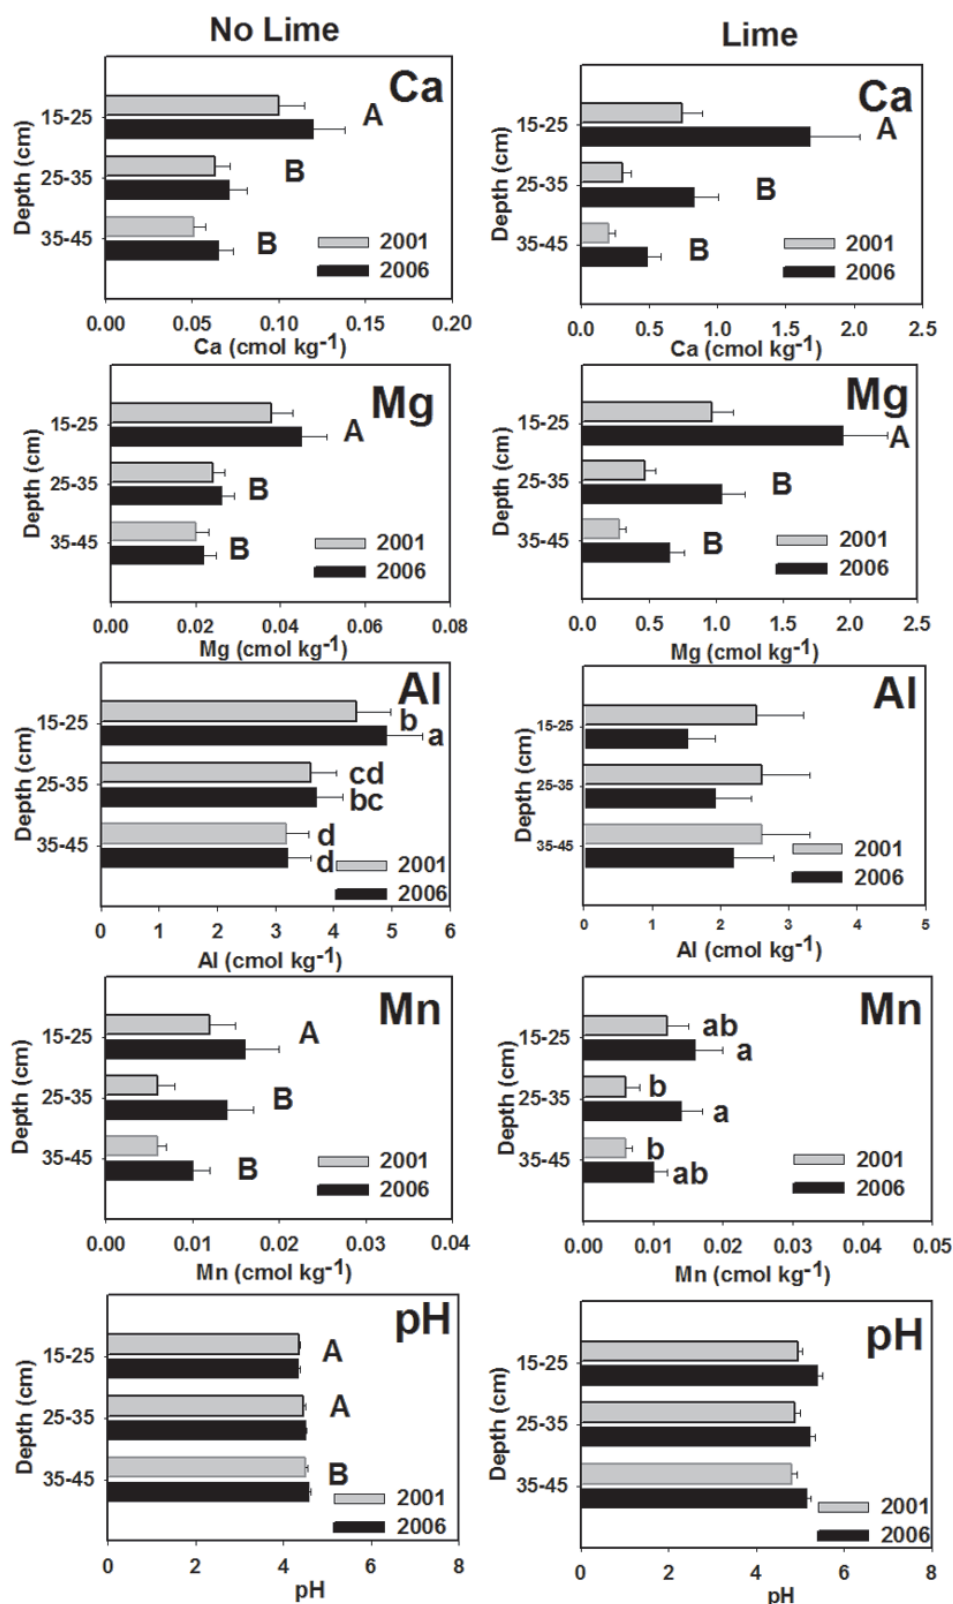 No Lime
Lime
Ca
Depth (cm)
15-25
A
25-35
B
35-45
B
2001
2006
0.00 0.05 0.10 0.15 0.20
Ca (cmol kg-1)
Ca
Depth (cm)
15-25
A
25-35
B
35-45
B
2001
2006
0.0 0.5 1.0 1.5 2.0 2.5
Ca (cmol kg-1)
Mg
Depth (cm)
15-25
A
25-35
B
35-45
B
2001
2006
0.00 0.02 0.04 0.06 0.08
Mg (cmol kg-1)
Mg
Depth (cm)
15-25
A
25-35
B
35-45
B
2001
2006
0.0 0.5 1.0 1.5 2.0 2.5
Mg (cmol kg-1)
Al
Depth (cm)
15-25
b
a
25-35
cd
bc
35-45
d
d
2001
2006
0 1 2 3 4 5 6
Al (cmol kg-1)
Al
Depth (cm)
15-25
25-35
35-45
2001
2006
0 1 2 3 4 5
Al (cmol kg-1)
Mn
Depth (cm)
15-25
A
25-35
B
35-45
B
2001
2006
0.00 0.01 0.02 0.03 0.04
Mn (cmol kg-1)
Mn
Depth (cm)
15-25
ab
a
25-35
b
a
35-45
b
ab
2001
2006
0.00 0.01 0.02 0.03 0.04 0.05
Mn (cmol kg-1)
pH
Depth (cm)
15-25
A
25-35
A
35-45
B
2001
2006
0 2 4 6 8
pH
pH
Depth (cm)
15-25
25-35
35-45
2001
2006
0 2 4 6 8
pH